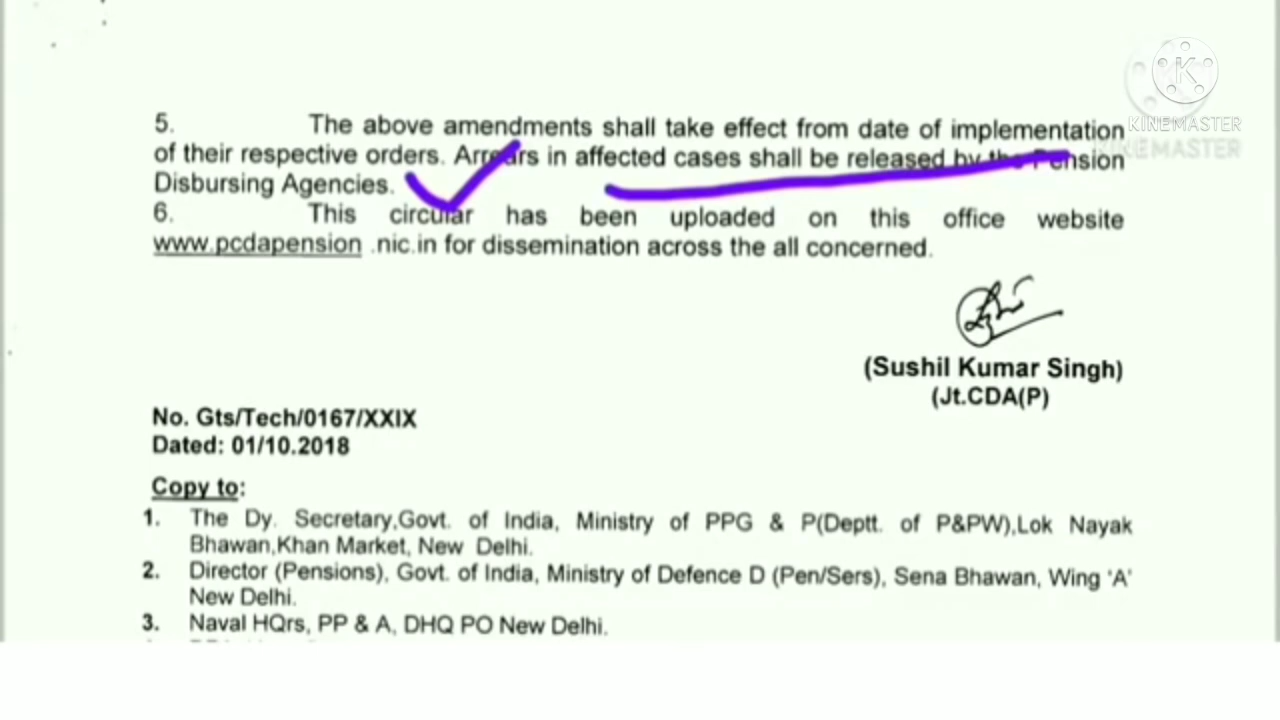 5. The above amendments shall take effect from date of implementation
of their respective orders. Arrears in affected cases shall be released by the Pension
Disbursing Agencies.
6. This circular has been uploaded on this office website
www.pcdapension .nic.in for dissemination across the all concerned.
(Sushil Kumar Singh)
(Jt.CDA(P)
No. Gts/Tech/0167/XXIX
Dated: 01/10.2018
Copy to:
1. The Dy. Secretary,Govt. of India, Ministry of PPG & P(Deptt. of P&PW),Lok Nayak
Bhawan,Khan Market, New Delhi.
2. Director (Pensions), Govt. of India, Ministry of Defence D (Pen/Sers), Sena Bhawan, Wing 'A'
New Delhi.
3. Naval HQrs, PP & A, DHQ PO New Delhi.
K
KINEMASTER
KINEMASTER